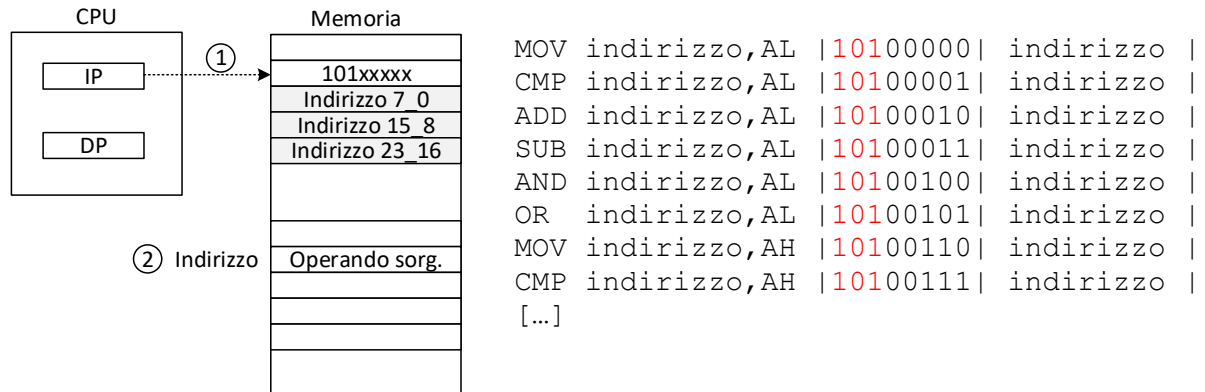 CPU
IP
DP
①
Memoria
101xxxxx
Indirizzo 7_0
Indirizzo 15_8
Indirizzo 23_16
② Indirizzo
Operando sorg.
MOV indirizzo,AL |10100000| indirizzo |
CMP indirizzo,AL |10100001| indirizzo |
ADD indirizzo,AL |10100010| indirizzo |
SUB indirizzo,AL |10100011| indirizzo |
AND indirizzo,AL |10100100| indirizzo |
OR  indirizzo,AL |10100101| indirizzo |
MOV indirizzo,AH |10100110| indirizzo |
CMP indirizzo,AH |10100111| indirizzo |
[…]